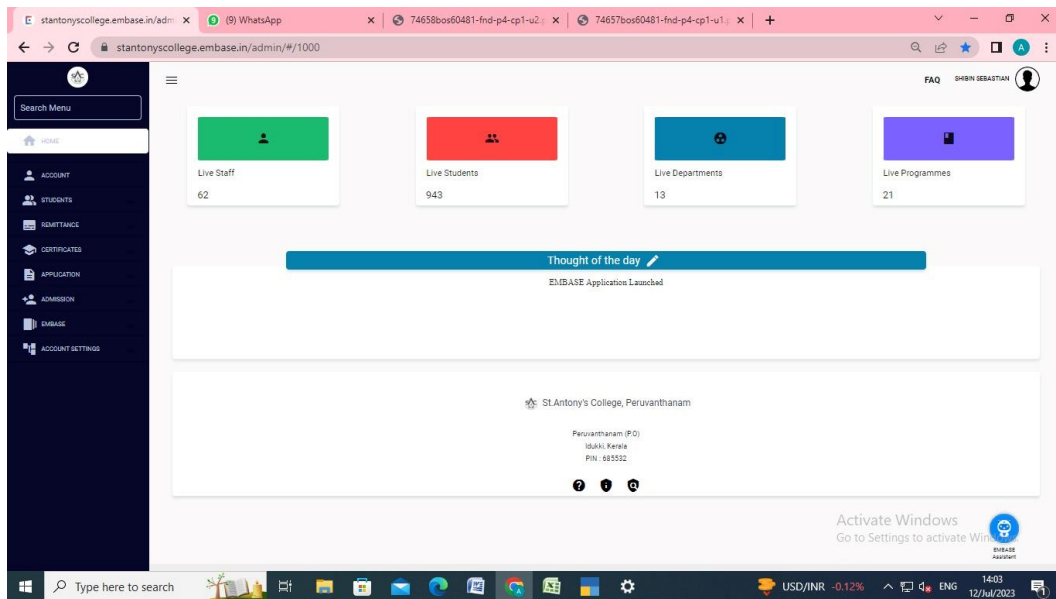 stantonyscollege.embase.in/adm
(9) WhatsApp
74658bos60481-fnd-p4-cp1-u2.p
74657bos60481-fnd-p4-cp1-u1.p
stantonyscollege.embase.in/admin/#/1000
A
FAQ
SHIBIN SEBASTIAN
Search Menu
HOME
ACCOUNT
STUDENTS
REMITTANCE
CERTIFICATES
APPLICATION
ADMISSION
EMBASE
ACCOUNT SETTINGS
Live Staff
62
Live Students
943
Live Departments
13
Live Programmes
21
Thought of the day
EMBASE Application Launched
St.Antony's College, Peruvanthanam
Peruvanthanam (P.O)
Idukki, Kerala
PIN : 685532
Activate Windows
Go to Settings to activate Win
EMBASE
Assistant
Type here to search
USD/INR -0.12%
ENG
14:03
12/Jul/2023